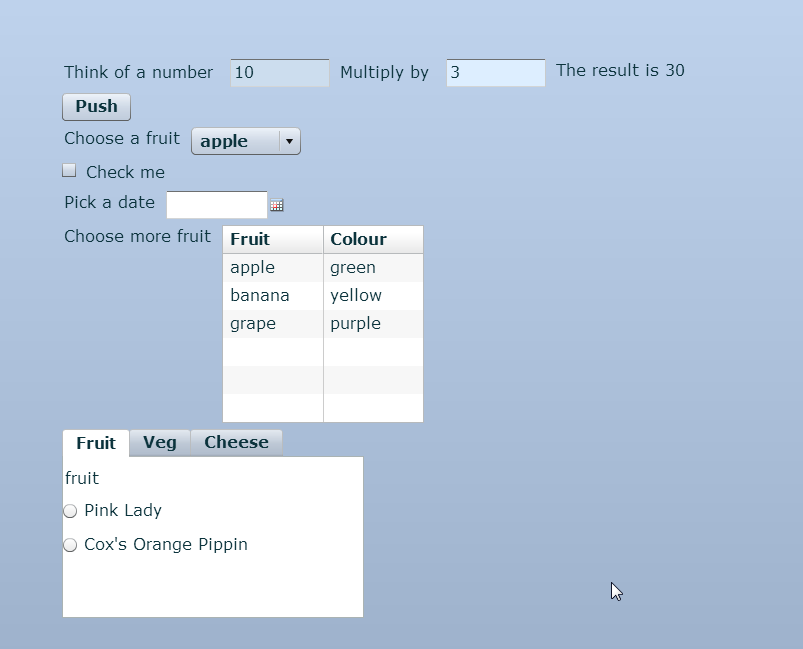 Think of a number 10 Multiply by 3 The result is 30
Push
Choose a fruit apple
Check me
Pick a date
Choose more fruit Fruit Colour
apple green
banana yellow
grape purple
Fruit Veg Cheese
fruit
Pink Lady
Cox's Orange Pippin